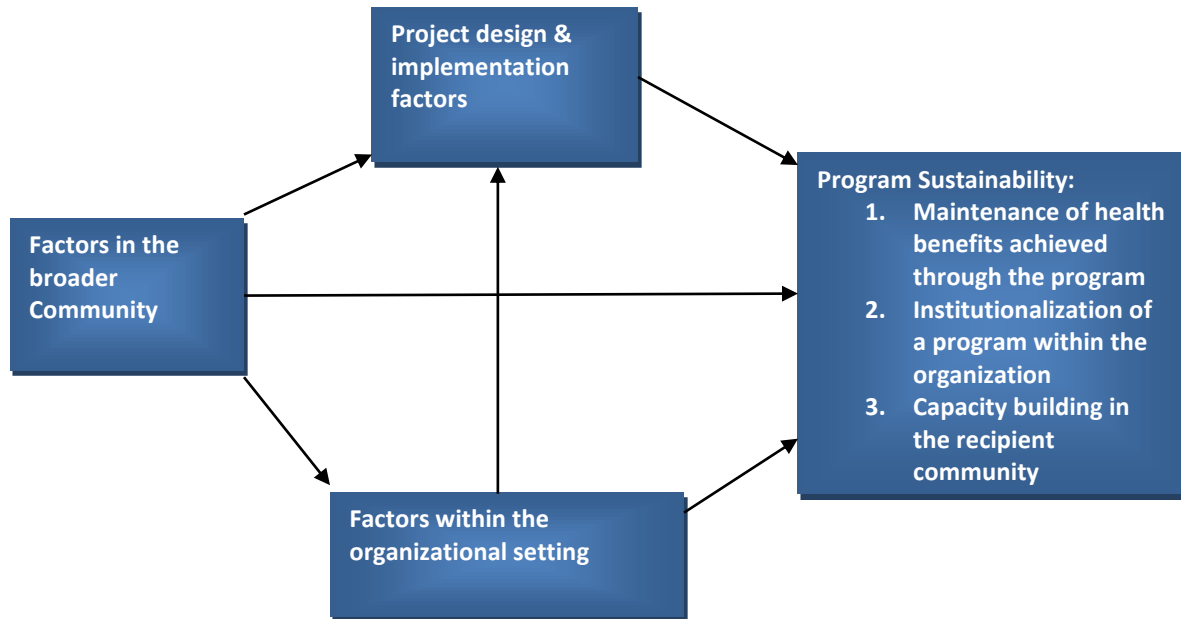 Project design &
implementation
factors
Factors in the
broader
Community
Program Sustainability:
1. Maintenance of health
benefits achieved
through the program
2. Institutionalization of
a program within the
organization
3. Capacity building in
the recipient
community
Factors within the
organizational setting